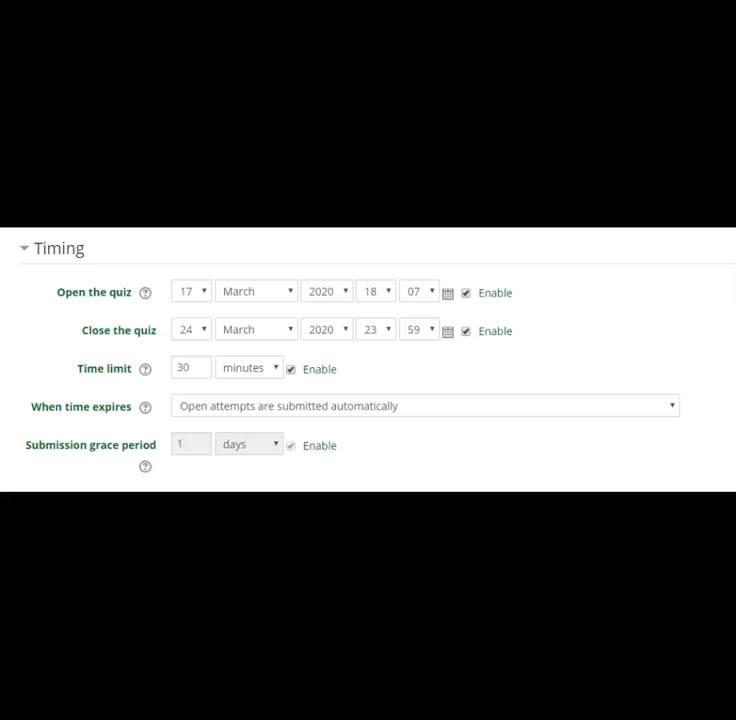 Timing
Open the quiz 17 March 2020 18 07 Enable
Close the quiz 24 March 2020 23 59 Enable
Time limit 30 minutes Enable
When time expires Open attempts are submitted automatically
Submission grace period 1 days Enable